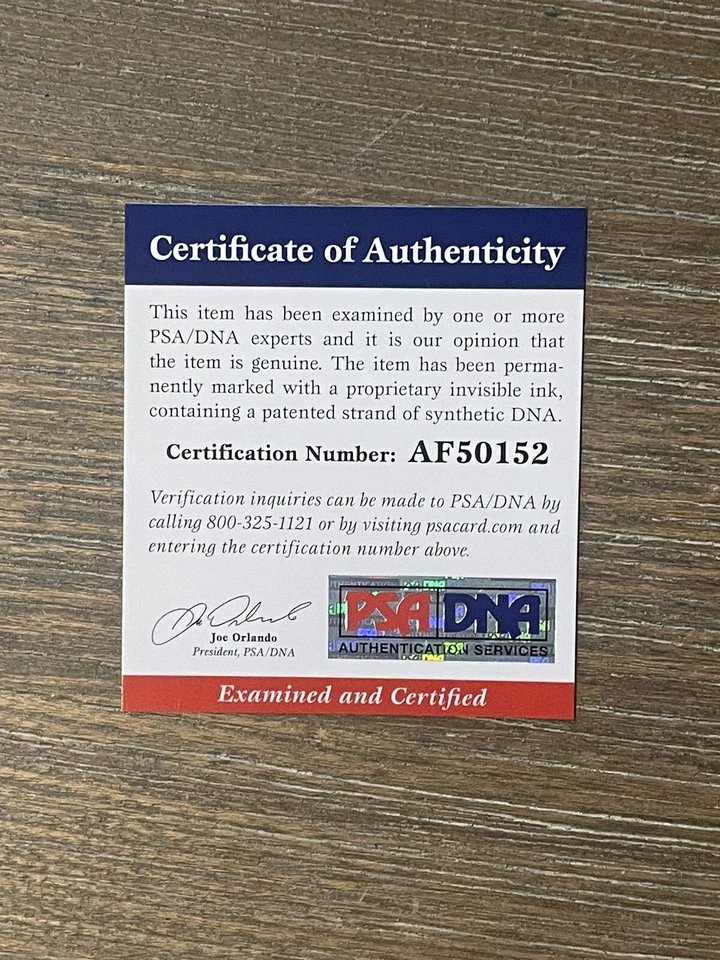 Certificate of Authenticity
This item has been examined by one or more
PSA/DNA experts and it is our opinion that
the item is genuine. The item has been perma-
nently marked with a proprietary invisible ink,
containing a patented strand of synthetic DNA.
Certification Number: AF50152
Verification inquiries can be made to PSA/DNA by
calling 800-325-1121 or by visiting psacard.com and
entering the certification number above.
Joe Orlando
President, PSA/DNA
PSA DNA
AUTHENTICATION SERVICES
Examined and Certified